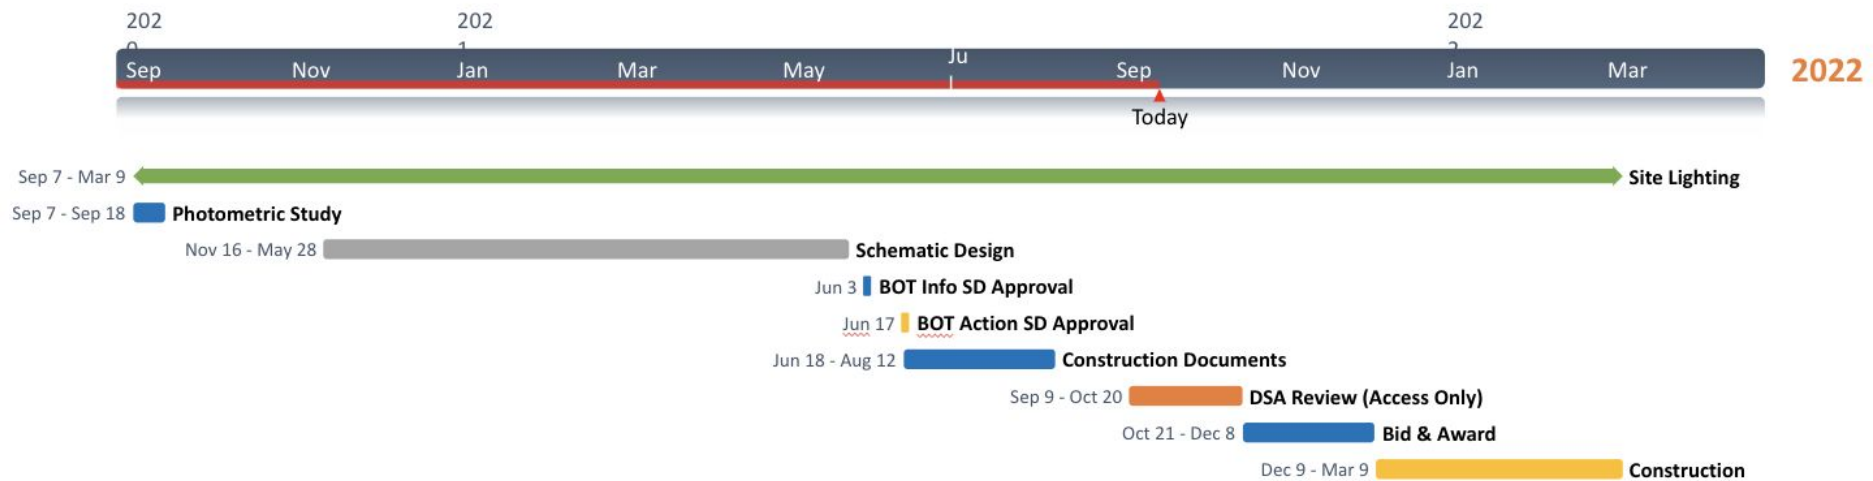 202
0
202
1
202
2
Sep Nov Jan Mar May Ju
l Sep Nov Jan Mar
2022
Today
Sep 7 - Mar 9 Site Lighting
Sep 7 - Sep 18 Photometric Study
Nov 16 - May 28 Schematic Design
Jun 3 BOT Info SD Approval
Jun 17 BOT Action SD Approval
Jun 18 - Aug 12 Construction Documents
Sep 9 - Oct 20 DSA Review (Access Only)
Oct 21 - Dec 8 Bid & Award
Dec 9 - Mar 9 Construction